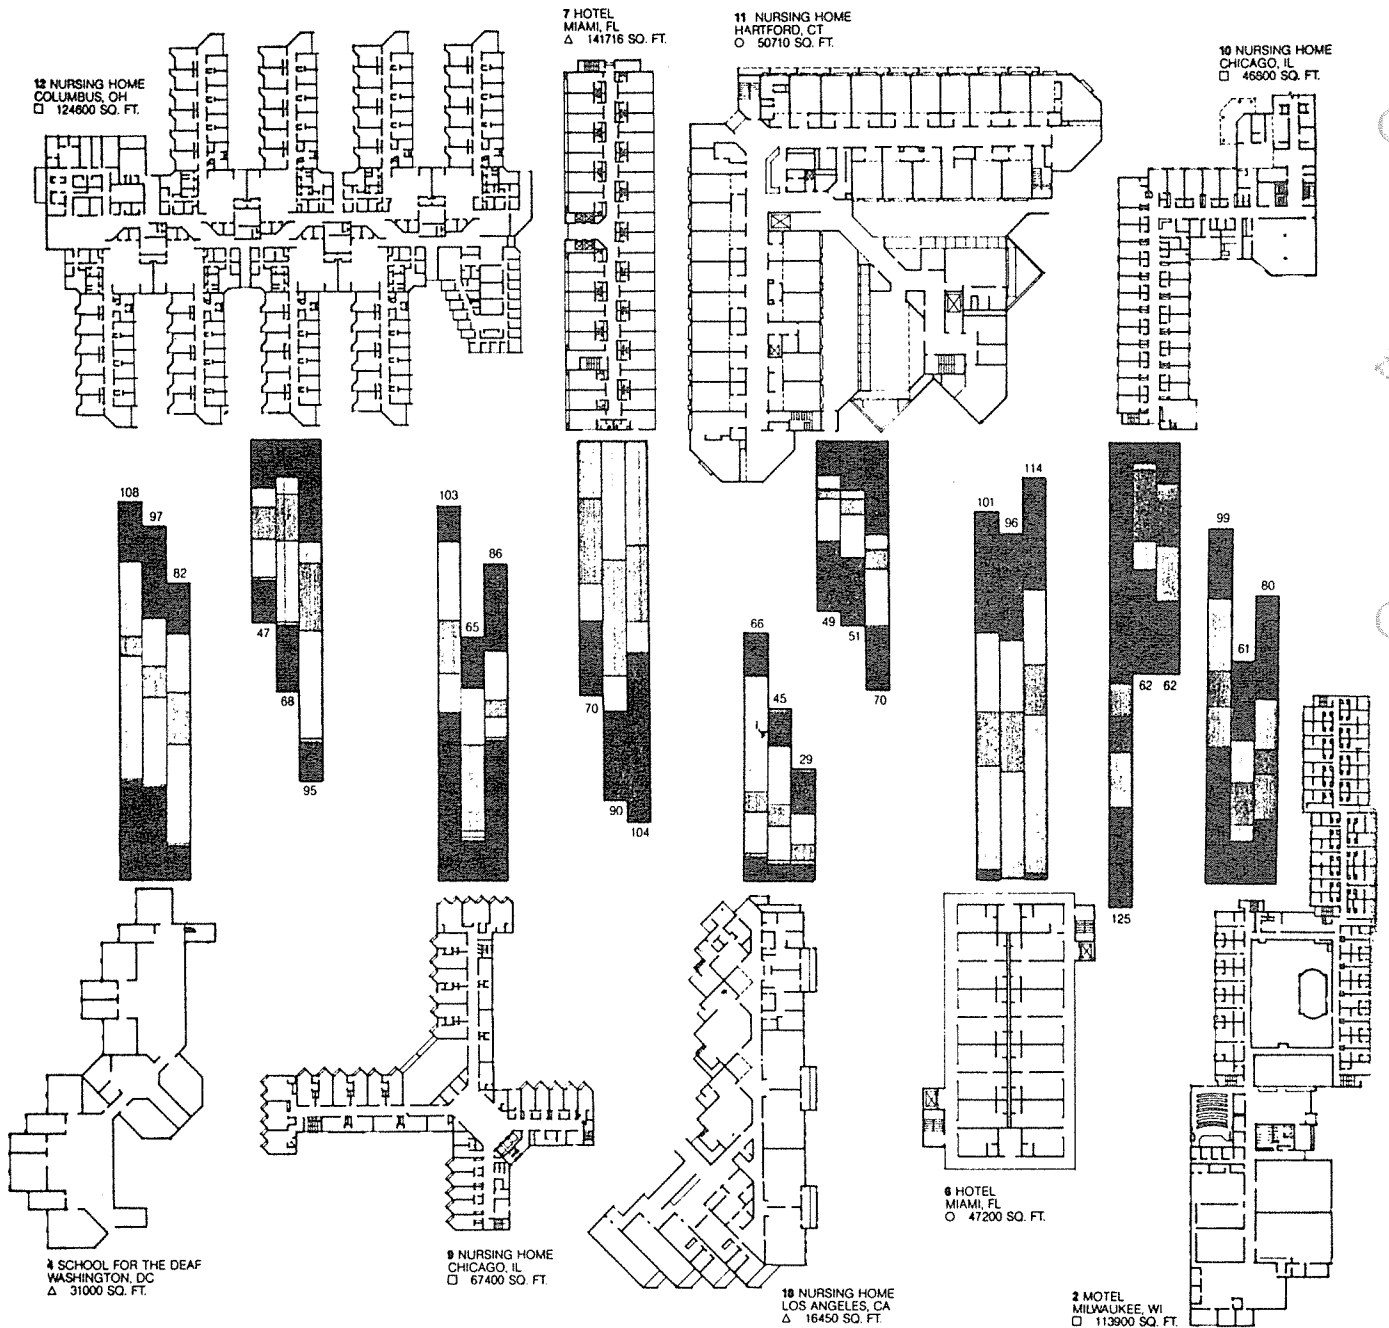 7 HOTEL
MIAMI, FL
△ 141716 SQ. FT.
11 NURSING HOME
HARTFORD, CT
○ 50710 SQ. FT.
10 NURSING HOME
CHICAGO, IL
□ 46800 SQ. FT.
12 NURSING HOME
COLUMBUS, OH
□ 124600 SQ. FT.
108
97
82
47
68
95
103
65
86
70
90
104
66
45
29
49
51
70
101
96
114
62
62
125
99
61
80
4 SCHOOL FOR THE DEAF
WASHINGTON, DC
△ 31000 SQ. FT.
9 NURSING HOME
CHICAGO, IL
□ 67400 SQ. FT.
18 NURSING HOME
LOS ANGELES, CA
△ 16450 SQ. FT.
6 HOTEL
MIAMI, FL
○ 47200 SQ. FT.
2 MOTEL
MILWAUKEE, WI
□ 113900 SQ. FT.